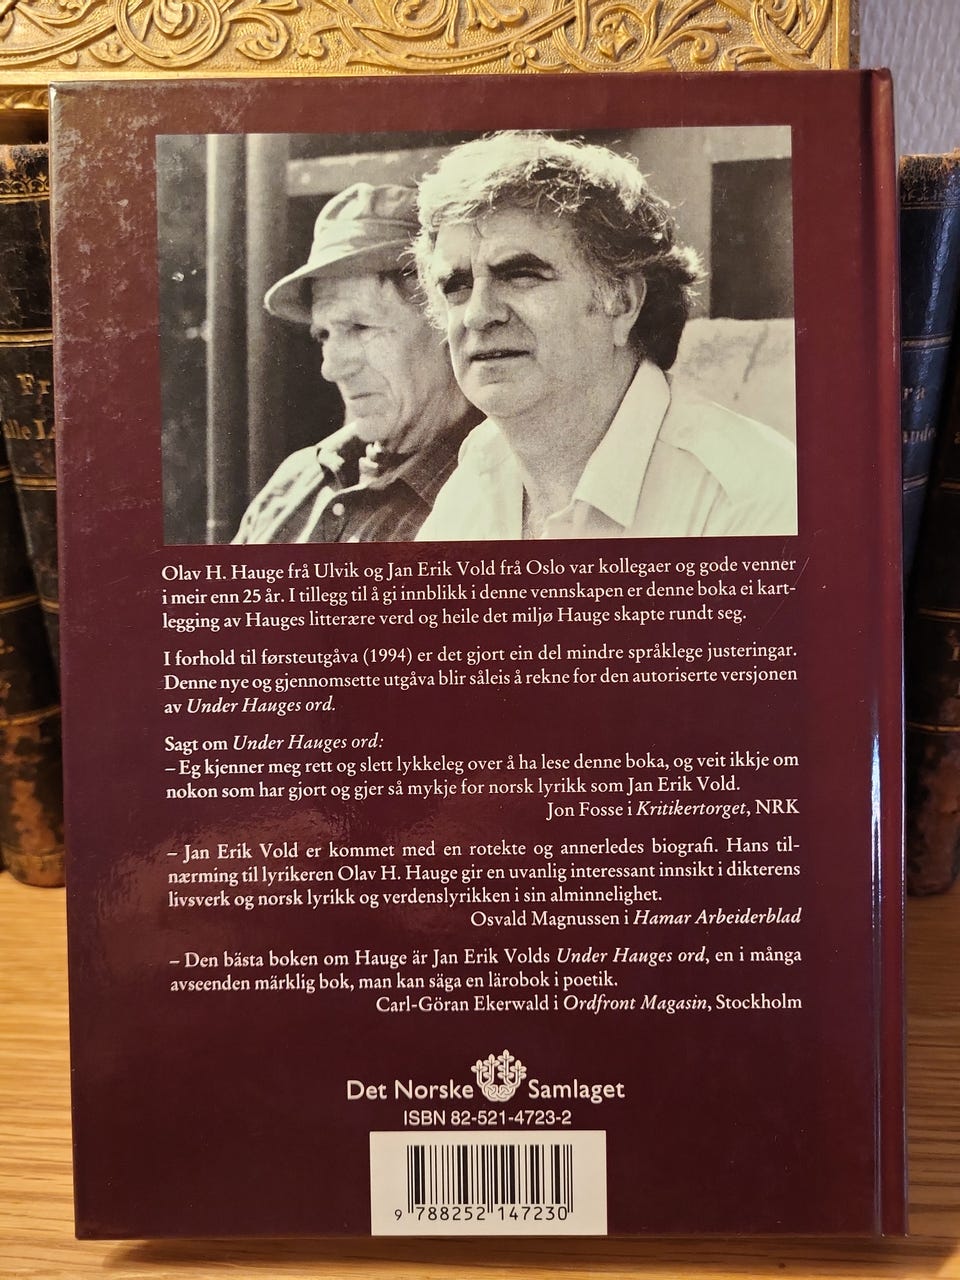 Olav H. Hauge frå Ulvik og Jan Erik Vold frå Oslo var kollegaer og gode venner
i meir enn 25 år. I tillegg til å gi innblikk i denne vennskapen er denne boka ei kart-
legging av Hauges litterære verd og heile det miljø Hauge skapte rundt seg.
I forhold til førsteutgåva (1994) er det gjort ein del mindre språklege justeringar.
Denne nye og gjennomsette utgåva blir såleis å rekne for den autoriserte versjonen
av Under Hauges ord.
Sagt om Under Hauges ord:
– Eg kjenner meg rett og slett lykkeleg over å ha lese denne boka, og veit ikkje om
nokon som har gjort og gjer så mykje for norsk lyrikk som Jan Erik Vold.
Jon Fosse i Kritikertorget, NRK
– Jan Erik Vold er kommet med en rotekte og annerledes biografi. Hans til-
nærming til lyrikeren Olav H. Hauge gir en uvanlig interessant innsikt i dikterens
livsverk og norsk lyrikk og verdenslyrikken i sin alminnelighet.
Osvald Magnussen i Hamar Arbeiderblad
– Den bästa boken om Hauge är Jan Erik Volds Under Hauges ord, en i många
avseenden märklig bok, man kan säga en lärobok i poetik.
Carl-Göran Ekerwald i Ordfront Magasin, Stockholm
Det Norske Samlaget
ISBN 82-521-4723-2
9 788252 147230